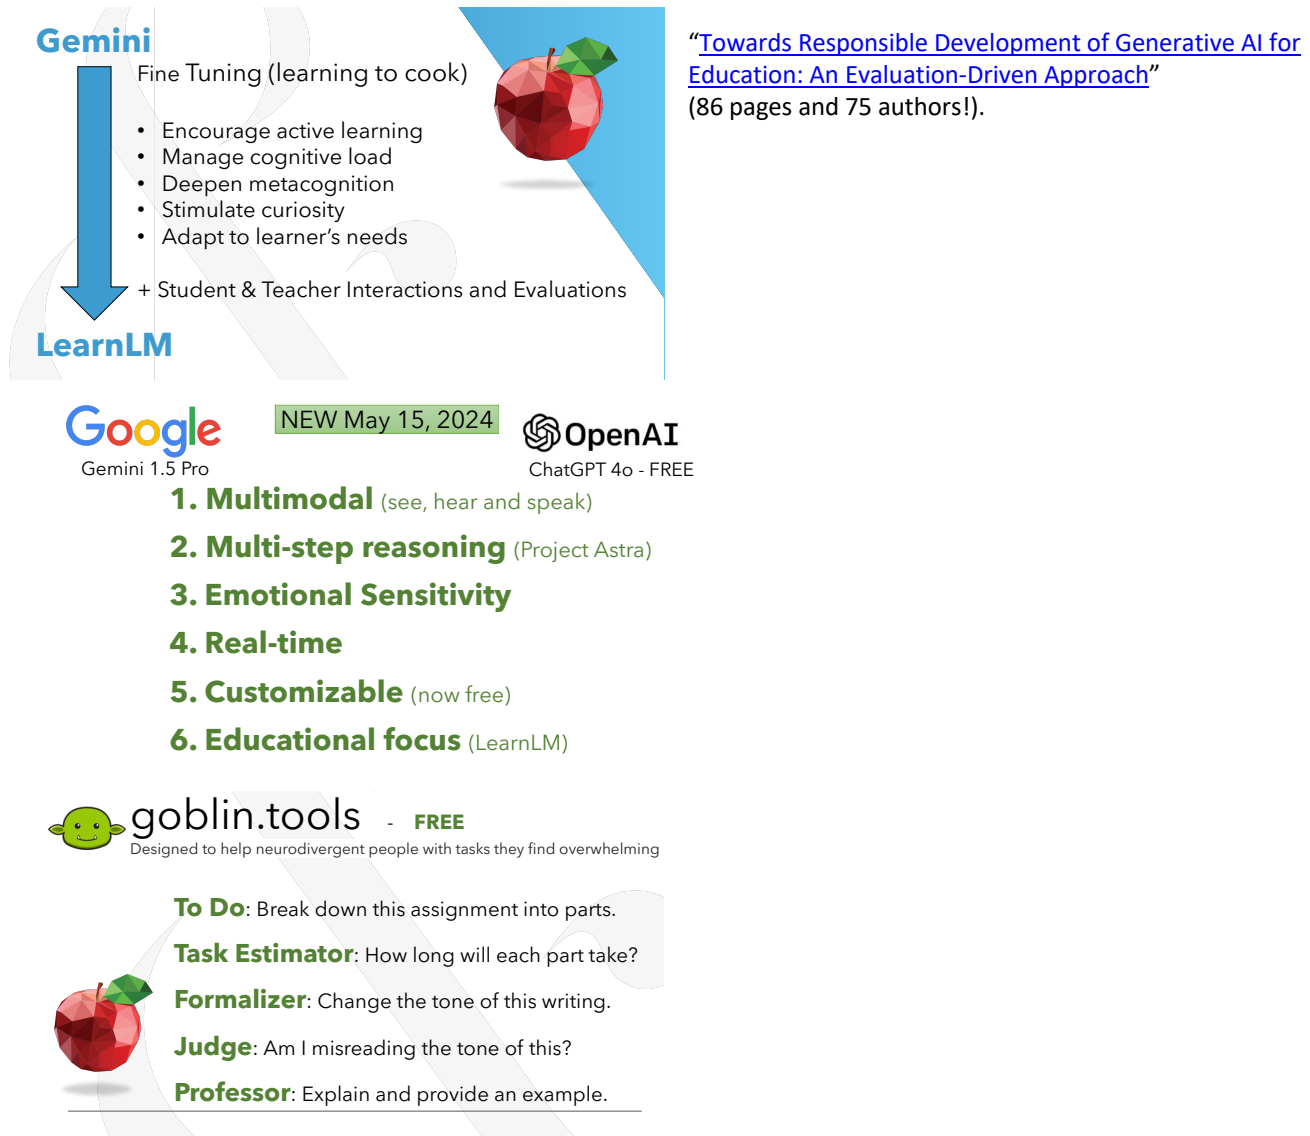 Gemini
Fine Tuning (learning to cook)
• Encourage active learning
• Manage cognitive load
• Deepen metacognition
• Stimulate curiosity
• Adapt to learner's needs
+ Student & Teacher Interactions and Evaluations
LearnLM
“Towards Responsible Development of Generative AI for
Education: An Evaluation-Driven Approach”
(86 pages and 75 authors!).
Google
Gemini 1.5 Pro
NEW May 15, 2024
OpenAI
ChatGPT 4o - FREE
1. Multimodal (see, hear and speak)
2. Multi-step reasoning (Project Astra)
3. Emotional Sensitivity
4. Real-time
5. Customizable (now free)
6. Educational focus (LearnLM)
goblin.tools - FREE
Designed to help neurodivergent people with tasks they find overwhelming
To Do: Break down this assignment into parts.
Task Estimator: How long will each part take?
Formalizer: Change the tone of this writing.
Judge: Am I misreading the tone of this?
Professor: Explain and provide an example.